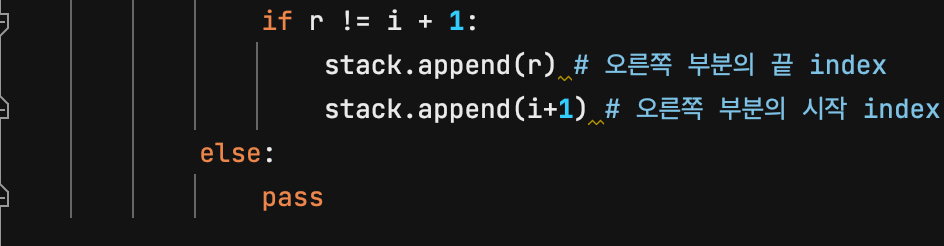 if r != i + 1:
stack.append(r) # 오른쪽 부분의 끝 index
stack.append(i+1) # 오른쪽 부분의 시작 index
else:
pass